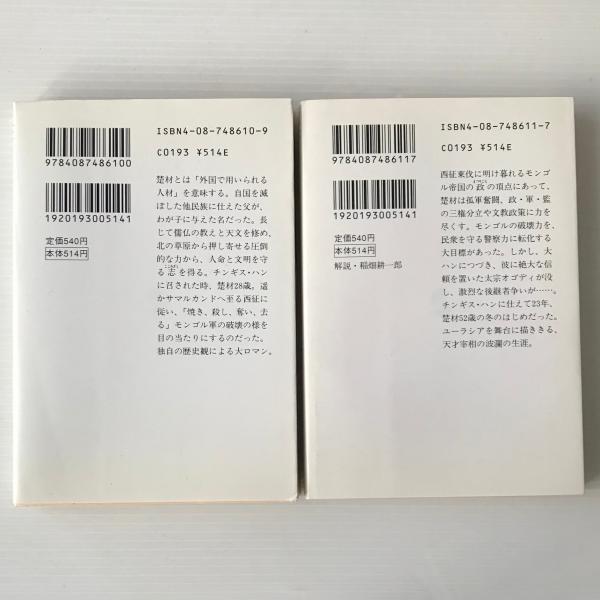 ISBN4-08-748610-9
C0193 ¥514E
9784087486100
1920193005141
定価540円
本体514円
楚材とは「外国で用いられる
人材」を意味する。自国を滅
ぼした他民族に仕えた父が、
わが子に与えた名だった。長
じて儒仏の教えと天文を修め、
北の草原から押し寄せる圧倒
的な力から、人命と文明を守
る志を得る。チンギス・ハン
に召された時、楚材28歳。遥
かサマルカンドへ至る西征に
従い、「焼き、殺し、奪い、去
る」モンゴル軍の破壊の様を
目の当たりにするのだった。
独自の歴史観による大ロマン。
ISBN4-08-748611-7
C0193 ¥514E
9784087486117
1920193005141
定価540円
本体514円
解説・稲畑耕一郎
西征東伐に明け暮れるモンゴ
ル帝国の政の頂点にあって、
楚材は孤軍奮闘、政・軍・監
の三権分立や文教政策に力を
尽くす。モンゴルの破壊力を、
民衆を守る警察力に転化する
大目標があった。しかし、大
ハンにつづき、彼に絶大な信
頼を置いた太宗オゴディが没
し、激烈な後継者争いが……。
チンギス・ハンに仕えて23年、
楚材52歳の冬のはじめだった。
ユーラシアを舞台に描ききる、
天才宰相の波瀾の生涯。